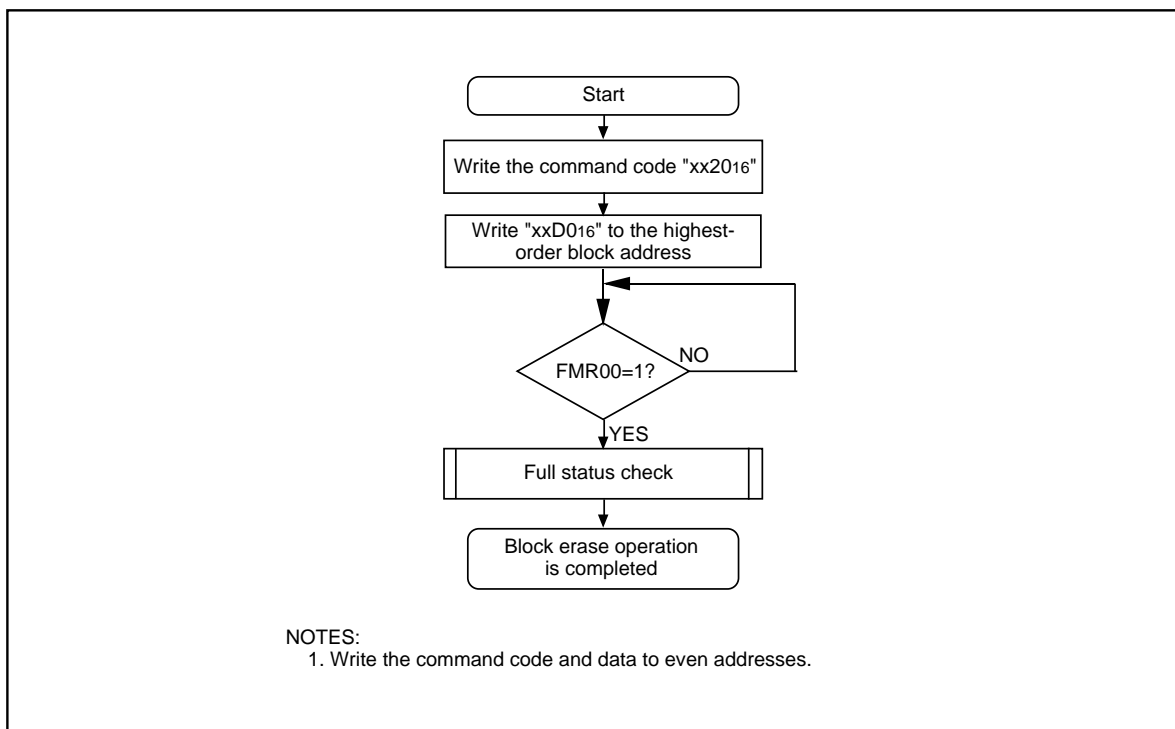 Start
Write the command code "xx2016"
Write "xxD016" to the highest-
order block address
FMR00=1?
NO
YES
Full status check
Block erase operation
is completed
NOTES:
1. Write the command code and data to even addresses.